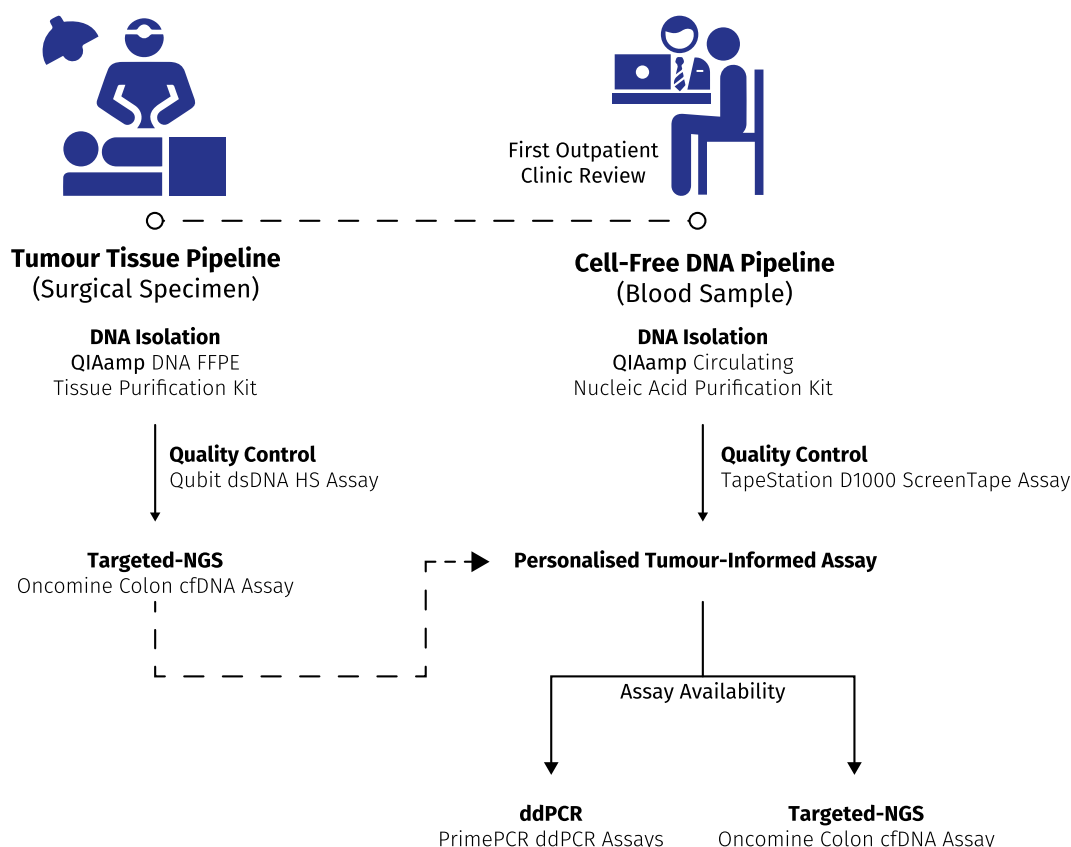 First Outpatient
Clinic Review
Tumour Tissue Pipeline
(Surgical Specimen)
DNA Isolation
QIAamp DNA FFPE
Tissue Purification Kit
Quality Control
Qubit dsDNA HS Assay
Targeted-NGS
Oncomine Colon cfDNA Assay
Cell-Free DNA Pipeline
(Blood Sample)
DNA Isolation
QIAamp Circulating
Nucleic Acid Purification Kit
Quality Control
TapeStation D1000 ScreenTape Assay
Personalised Tumour-Informed Assay
Assay Availability
ddPCR
PrimePCR ddPCR Assays
Targeted-NGS
Oncomine Colon cfDNA Assay